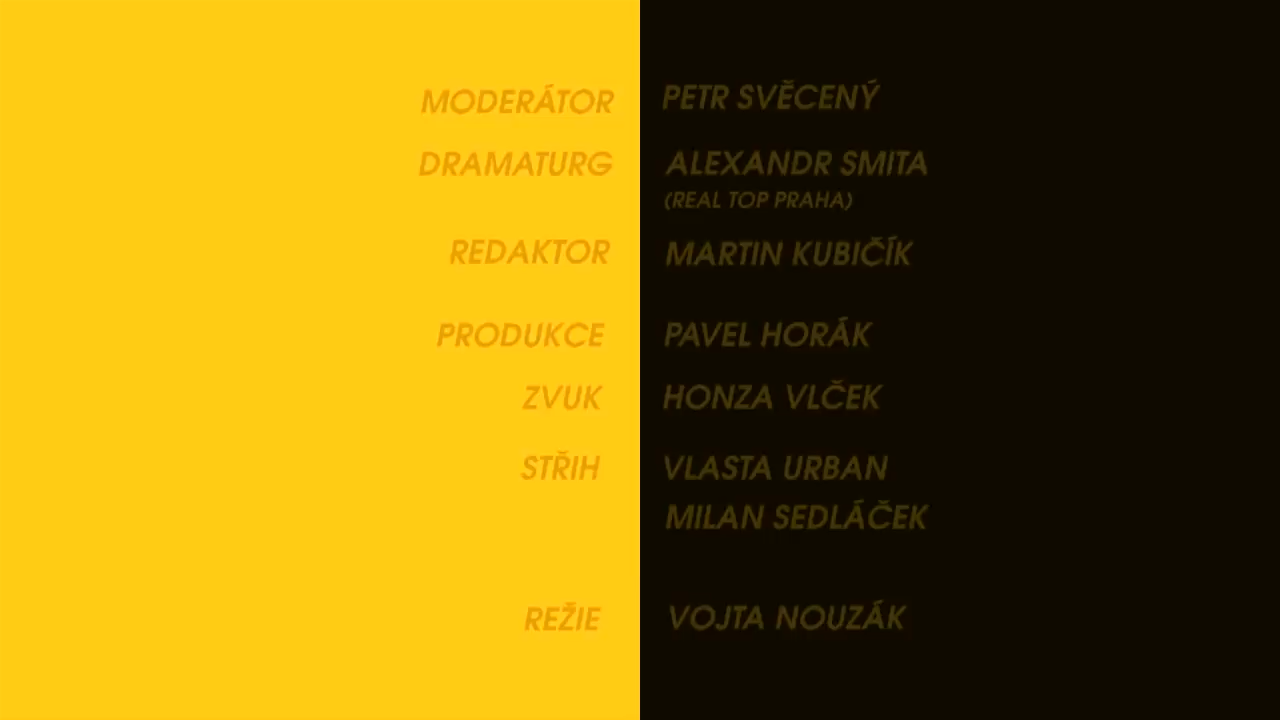 MODERÁTOR PETR SVĚCENÝ
DRAMATURG ALEXANDR SMITA
(REAL TOP PRAHA)
REDAKTOR MARTIN KUBIČÍK
PRODUKCE PAVEL HORÁK
ZVUK HONZA VLČEK
STŘIH VLASTA URBAN
MILAN SEDLÁČEK
REŽIE VOJTA NOUZÁK